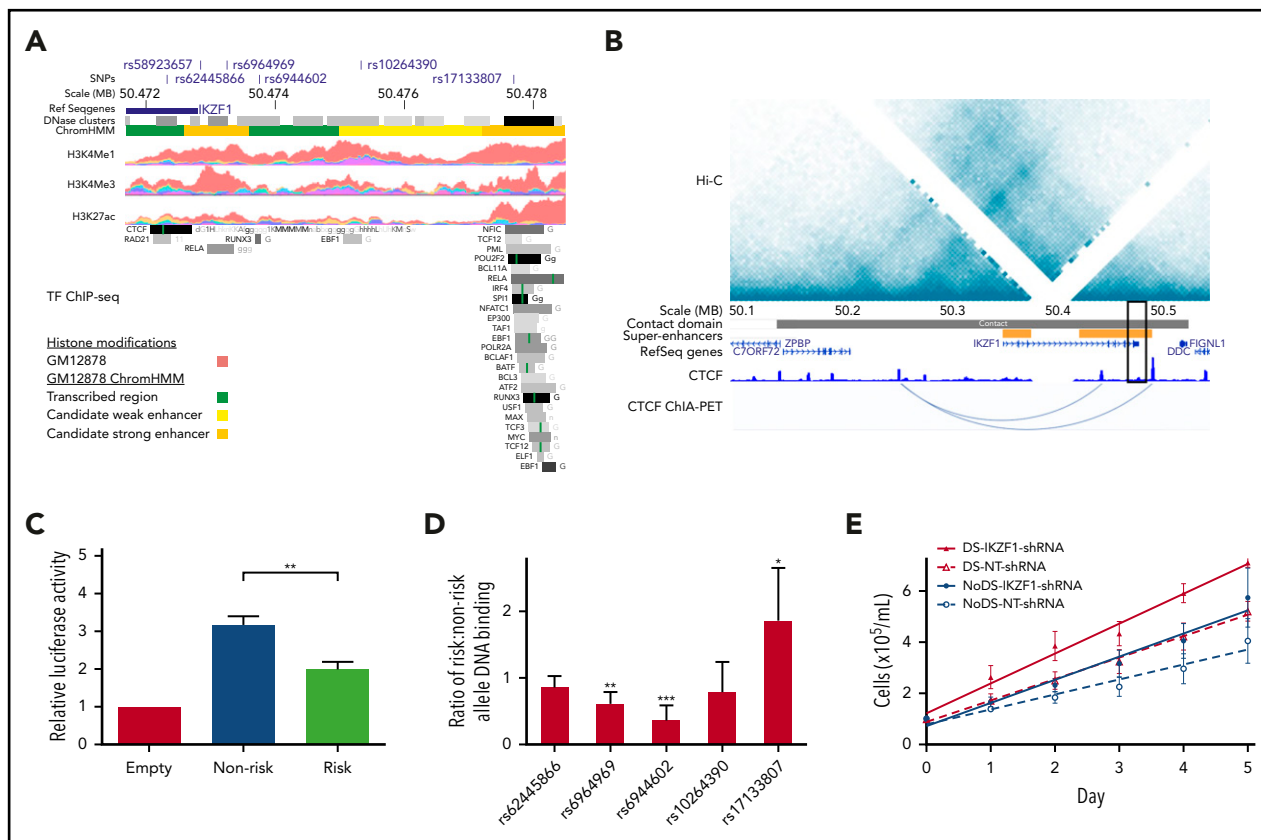 A
rs58923657 rs6964969 rs10264390
SNPs rs62445866 rs6944602 rs17133807
Scale (MB) 50.472 50.474 50.476 50.478
Ref Seqgenes IKZF1
DNase clusters
ChromHMM
H3K4Me1
H3K4Me3
H3K27ac
CTCF
RAD21
RUNX3 G
EBF1 G
RELA ggg
TF ChIP-seq
NFIC G
TCF12 G
PML G
POU2F2 Gg
BCL11A G
RELA G
IRF4 G
SPI1 Gg
NFATC1 G
EP300 G
TAF1 G
EBF1 GG
POLR2A G
BCLAF1 G
BATF G
BCL3 G
ATF2 G
RUNX3 G
USF1 G
MAX n
TCF3 G
MYC n
TCF12 G
ELF1 G
EBF1 G
Histone modifications
GM12878
GM12878 ChromHMM
Transcribed region
Candidate weak enhancer
Candidate strong enhancer
B
Hi-C
Scale (MB) 50.1 50.2 50.3 50.4 50.5
Contact domain Contact
Super-enhancers
RefSeq genes ZPBP IKZF1 FIGNL1
C7ORF72 DDC
CTCF
CTCF ChIA-PET
C
Relative luciferase activity
5
4
3
2
1
0
**
Empty Non-risk Risk
D
Ratio of risk:non-risk
allele DNA binding
2
1
0
** *** *
rs62445866 rs6964969 rs6944602 rs10264390 rs17133807
E
DS-IKZF1-shRNA
DS-NT-shRNA
NoDS-IKZF1-shRNA
NoDS-NT-shRNA
Cells (x10⁵/mL)
6
4
2
0
0 1 2 3 4 5
Day